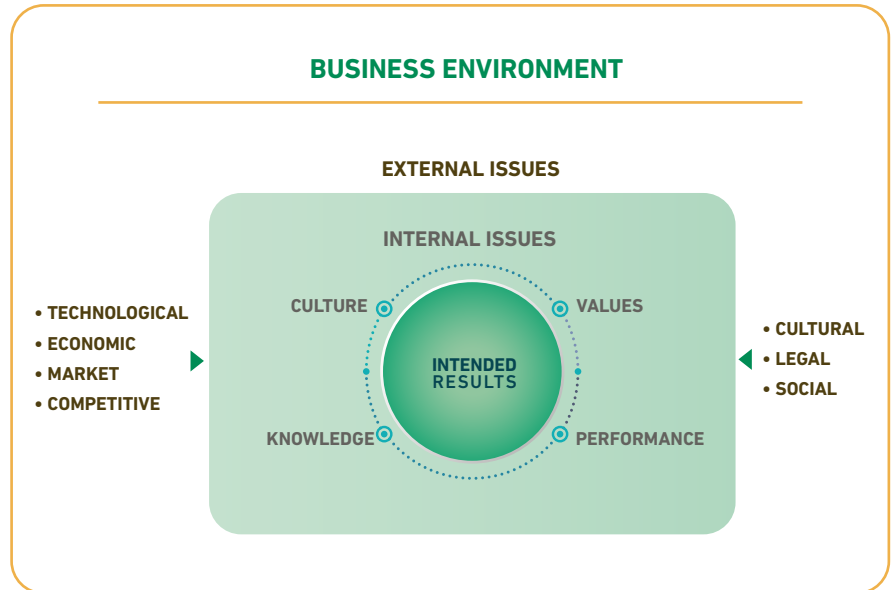 BUSINESS ENVIRONMENT
EXTERNAL ISSUES
INTERNAL ISSUES
CULTURE
VALUES
• TECHNOLOGICAL
• ECONOMIC
• MARKET
• COMPETITIVE
INTENDED
RESULTS
• CULTURAL
• LEGAL
• SOCIAL
KNOWLEDGE
PERFORMANCE